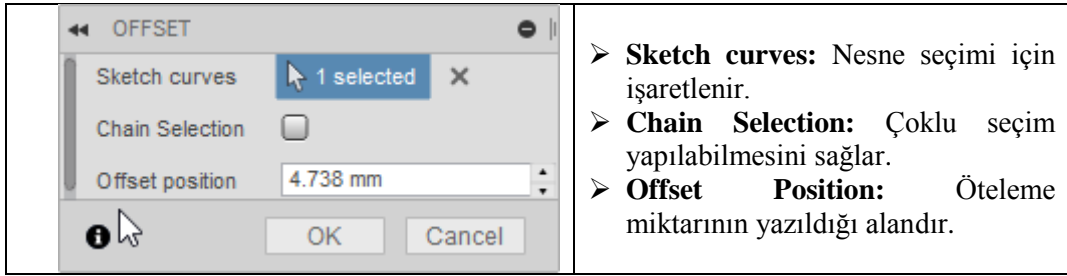 OFFSET
Sketch curves 1 selected
Chain Selection
Offset position 4.738 mm
OK Cancel
➢ Sketch curves: Nesne seçimi için
işaretlenir.
➢ Chain Selection: Çoklu seçim
yapılabilmesini sağlar.
➢ Offset Position: Öteleme
miktarının yazıldığı alandır.